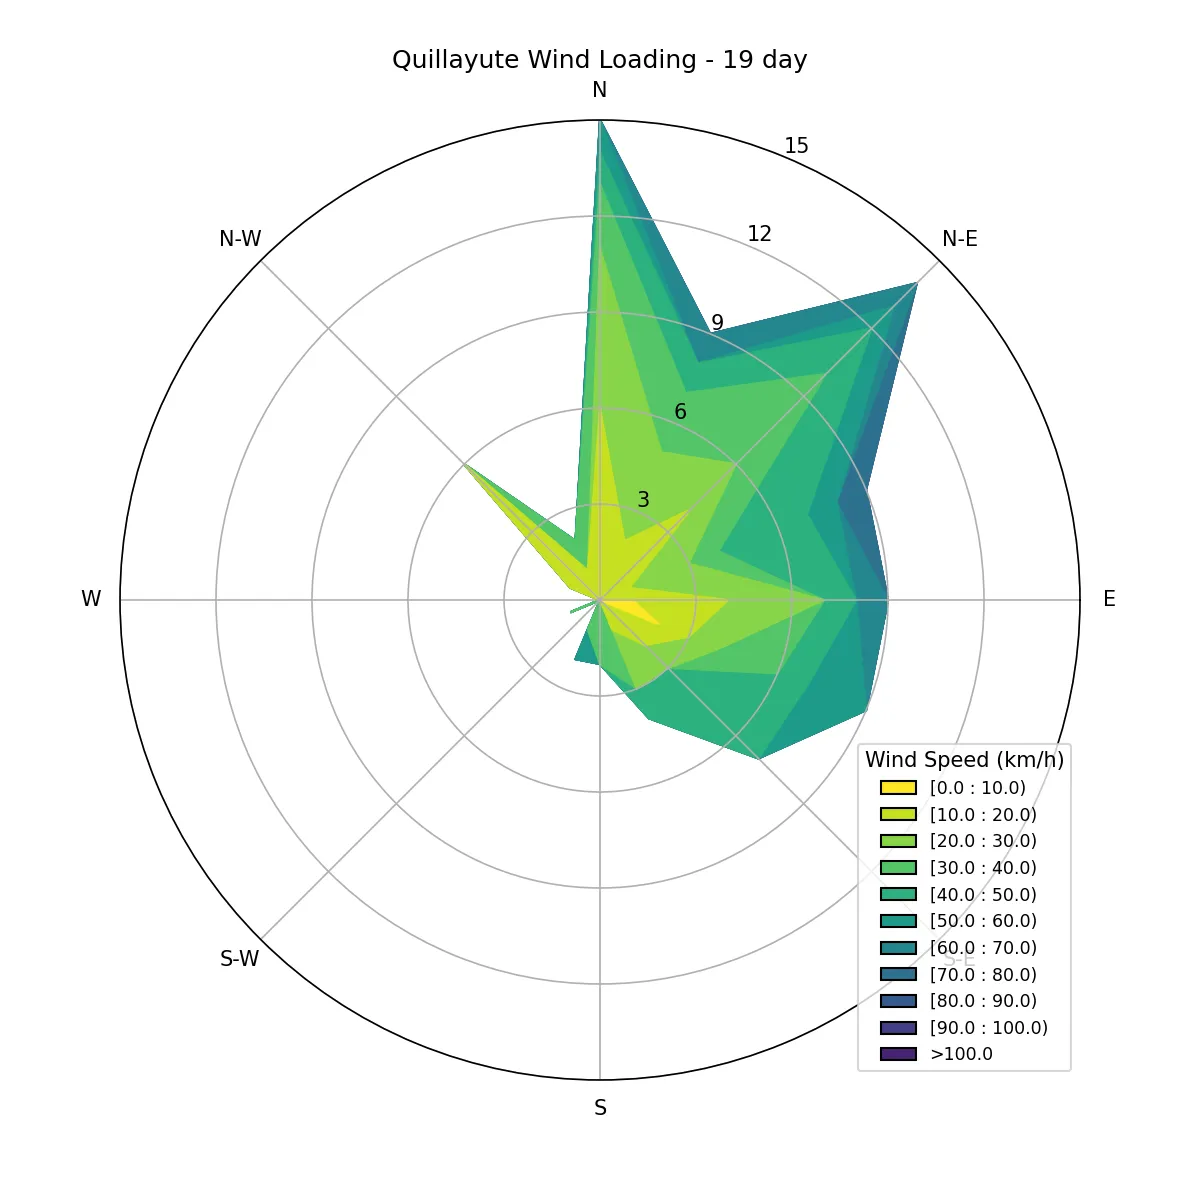 Quillayute Wind Loading - 19 day
N
15
N-W
12
N-E
9
6
3
W
E
Wind Speed (km/h)
[0.0 : 10.0)
[10.0 : 20.0)
[20.0 : 30.0)
[30.0 : 40.0)
[40.0 : 50.0)
[50.0 : 60.0)
[60.0 : 70.0)
[70.0 : 80.0)
[80.0 : 90.0)
[90.0 : 100.0)
>100.0
S-W
S-E
S